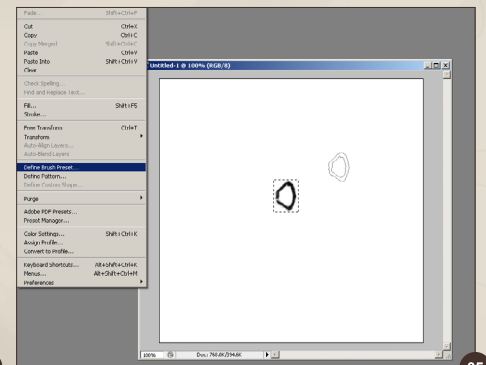 Fade... Shift+Ctrl+F
Cut Ctrl+X
Copy Ctrl+C
Copy Merged Shift+Ctrl+C
Paste Ctrl+V
Paste Into Shift+Ctrl+V
Clear
Check Spelling...
Find and Replace Text...
Fill... Shift+F5
Stroke...
Free Transform Ctrl+T
Transform
Auto-Align Layers...
Auto-Blend Layers
Define Brush Preset...
Define Pattern...
Define Custom Shape...
Purge
Adobe PDF Presets...
Preset Manager...
Color Settings... Shift+Ctrl+K
Assign Profile...
Convert to Profile...
Keyboard Shortcuts... Alt+Shift+Ctrl+K
Menus... Alt+Shift+Ctrl+M
Preferences
Untitled-1 @ 100% (RGB/8)
100% Doc: 768.0K/394.6K